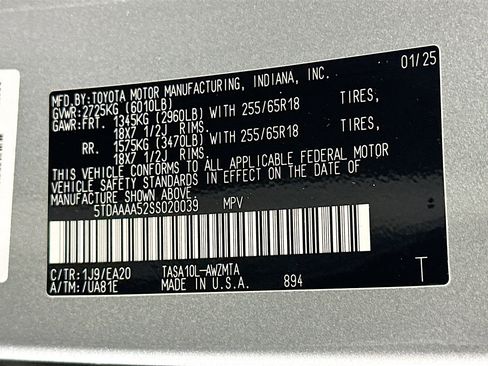 MFD.BY:TOYOTA MOTOR MANUFACTURING, INDIANA, INC. 01/25
GVWR:2725KG (6010LB)
GAWR:FRT. 1345KG (2960LB) WITH 255/65R18 TIRES,
18X7 1/2J RIMS.
RR. 1575KG (3470LB) WITH 255/65R18 TIRES,
18X7 1/2J RIMS.
THIS VEHICLE CONFORMS TO ALL APPLICABLE FEDERAL MOTOR
VEHICLE SAFETY STANDARDS IN EFFECT ON THE DATE OF
MANUFACTURE SHOWN ABOVE.
5TDAAAA52SS020039 MPV
C/TR:1J9/EA20 TASA10L-AWZMTA
A/TM:/UA81E MADE IN U.S.A. 894 T